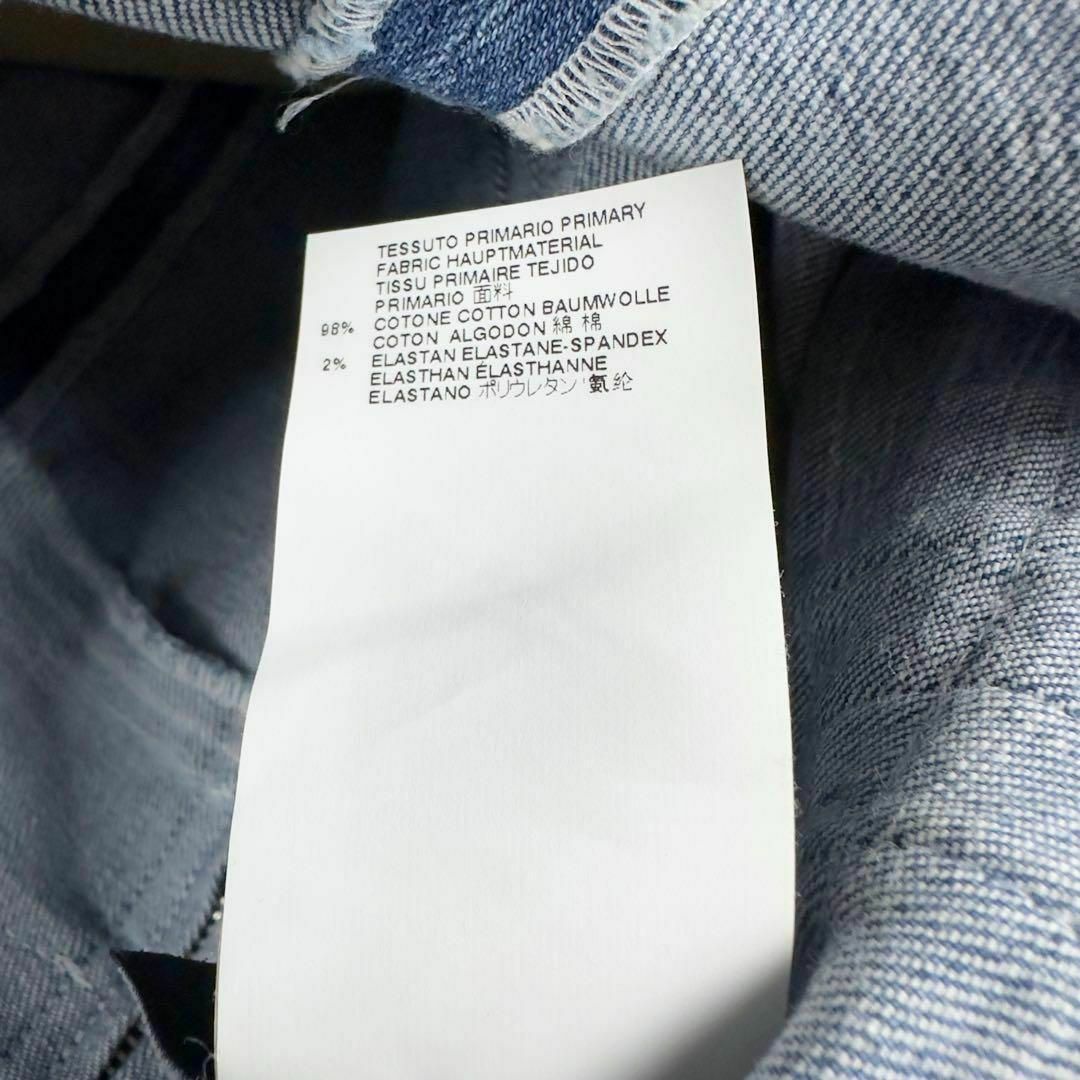 TESSUTO PRIMARIO PRIMARY
FABRIC HAUPTMATERIAL
TISSU PRIMAIRE TEJIDO
PRIMARIO 面料
98% COTONE COTTON BAUMWOLLE
COTON ALGODON 綿 棉
2% ELASTAN ELASTANE-SPANDEX
ELASTHAN ÉLASTHANNE
ELASTANO ポリウレタン 氨纶